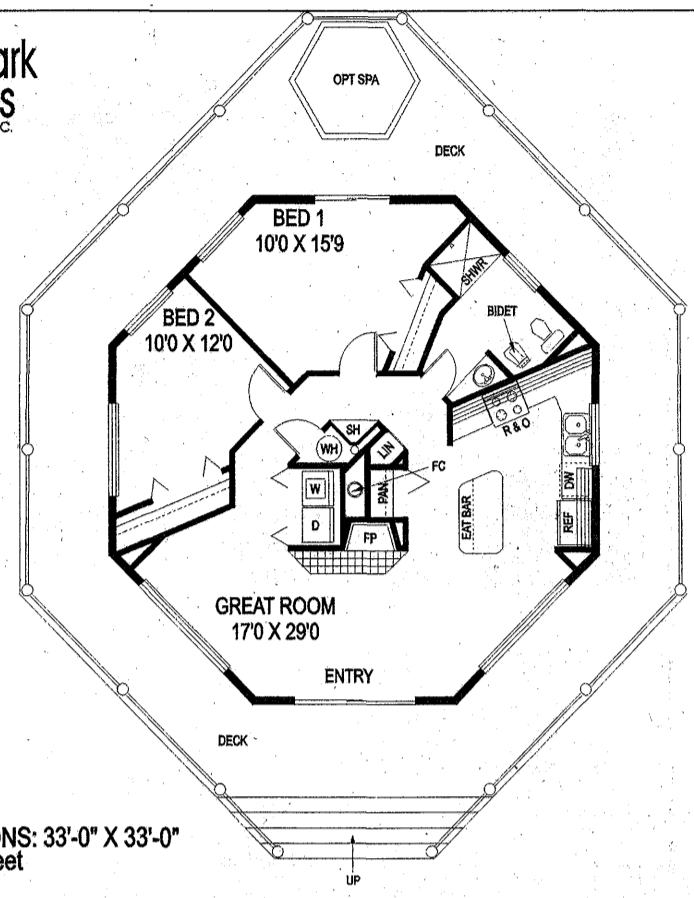 ark
s
C.
OPT SPA
DECK
BED 1
10'0 X 15'9
SHWR
BIDET
BED 2
10'0 X 12'0
R & O
SH
WH
LIN
FC
W
PAN
D
FP
EAT BAR
DW
REF
GREAT ROOM
17'0 X 29'0
ENTRY
DECK
ONS: 33'-0" X 33'-0"
eet
UP